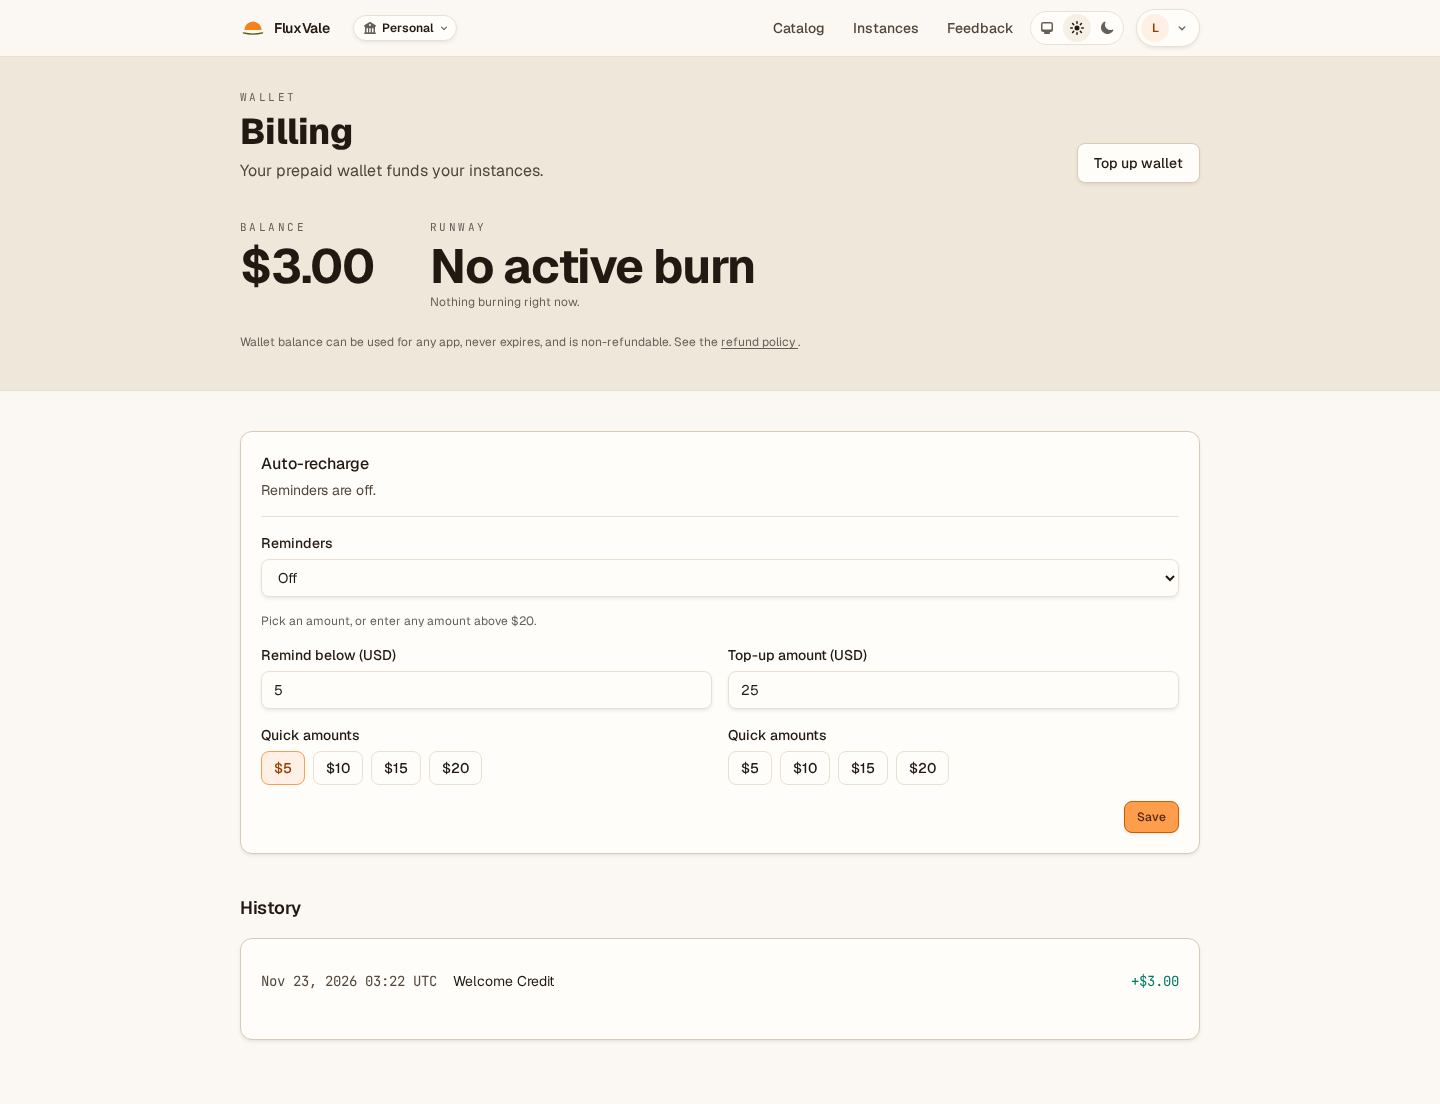 FluxVale
Personal
Catalog
Instances
Feedback
L
WALLET
Billing
Your prepaid wallet funds your instances.
Top up wallet
BALANCE
$3.00
RUNWAY
No active burn
Nothing burning right now.
Wallet balance can be used for any app, never expires, and is non-refundable. See the refund policy .
Auto-recharge
Reminders are off.
Reminders
Off
Pick an amount, or enter any amount above $20.
Remind below (USD)
5
Top-up amount (USD)
25
Quick amounts
$5 $10 $15 $20
Quick amounts
$5 $10 $15 $20
Save
History
Nov 23, 2026 03:22 UTC Welcome Credit +$3.00